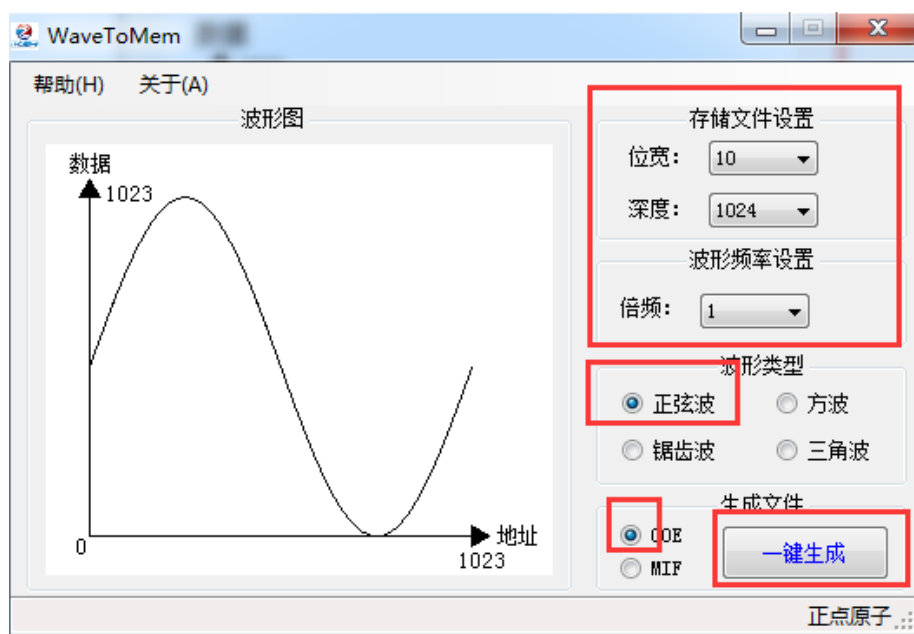 WaveToMem
帮助(H) 关于(A)
波形图
数据
1023
0
地址
1023
存储文件设置
位宽： 10
深度： 1024
波形频率设置
倍频： 1
波形类型
正弦波 方波
锯齿波 三角波
生成文件
COE
MIF
一键生成
正点原子